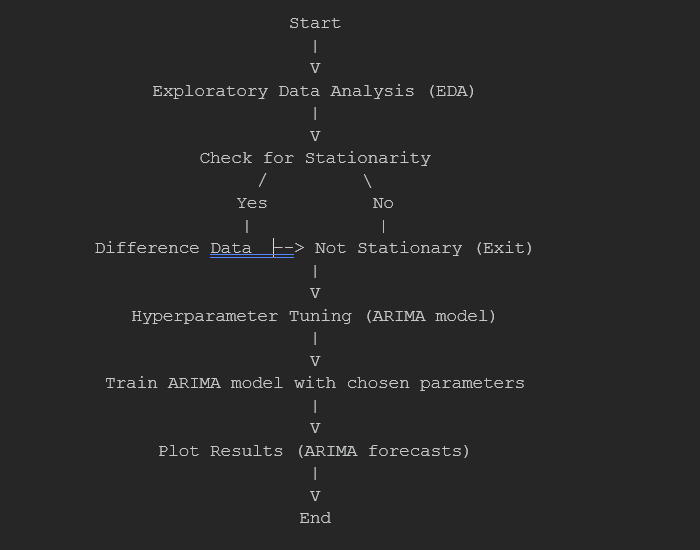 Start
|
V
Exploratory Data Analysis (EDA)
|
V
Check for Stationarity
/ \
Yes No
| |
Difference Data --> Not Stationary (Exit)
|
V
Hyperparameter Tuning (ARIMA model)
|
V
Train ARIMA model with chosen parameters
|
V
Plot Results (ARIMA forecasts)
|
V
End